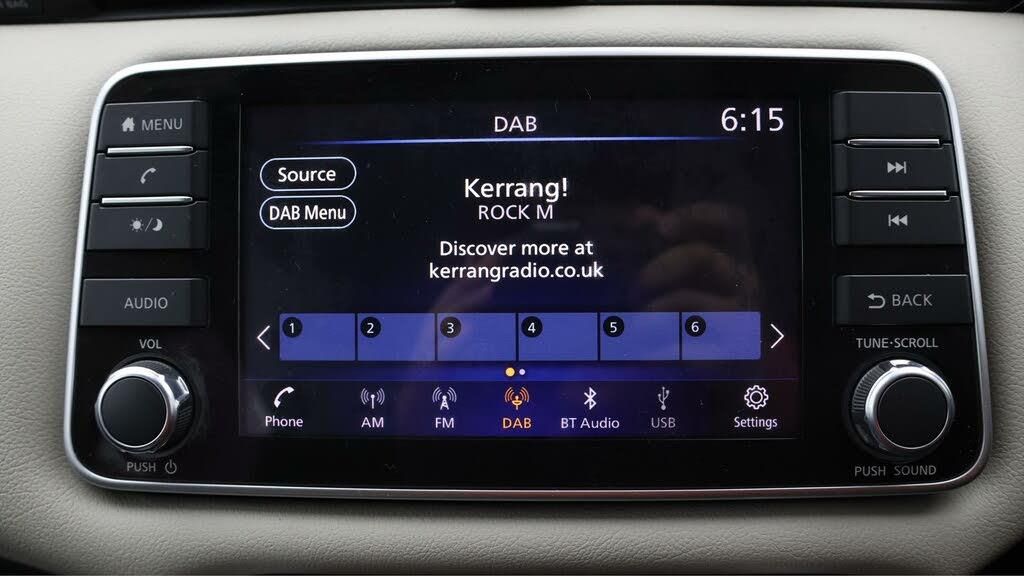 BAG
MENU
AUDIO
VOL
PUSH
DAB
6:15
Source
DAB Menu
Kerrang!
ROCK M
Discover more at
kerrangradio.co.uk
1 2 3 4 5 6
Phone AM FM DAB BT Audio USB Settings
BACK
TUNE·SCROLL
PUSH SOUND